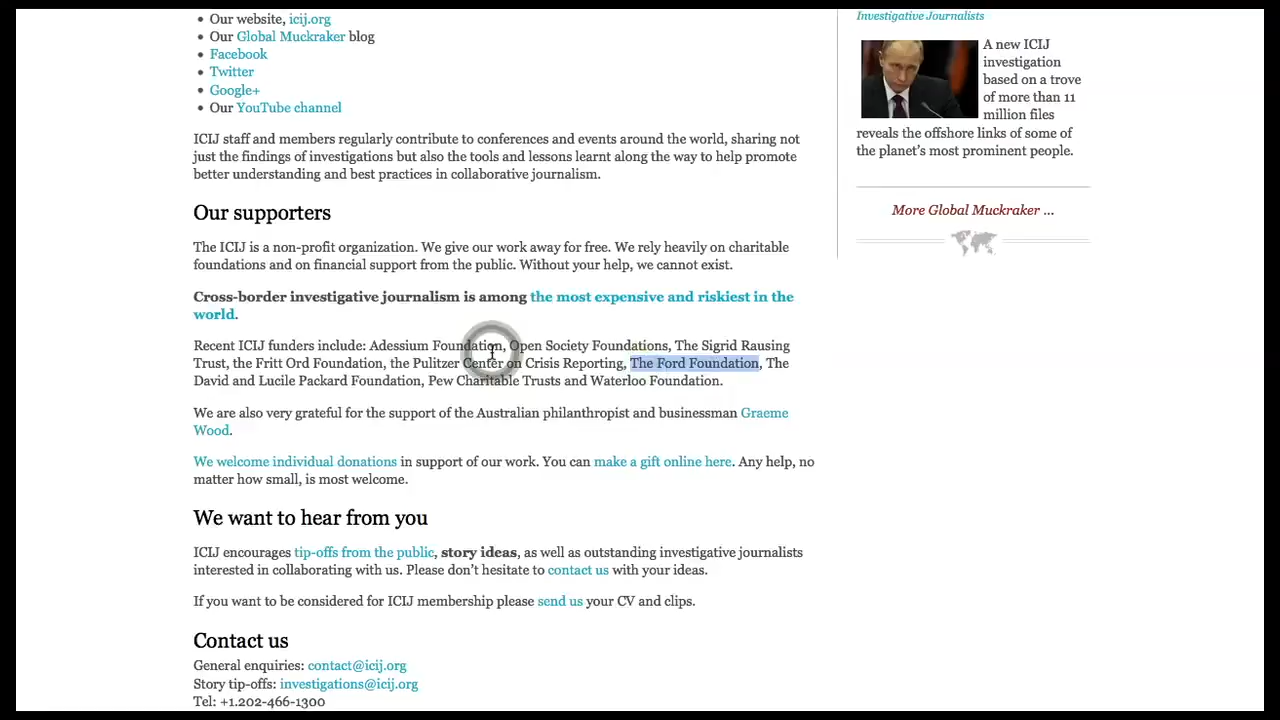 Our website, icij.org
Our Global Muckraker blog
Facebook
Twitter
Google+
Our YouTube channel
ICIJ staff and members regularly contribute to conferences and events around the world, sharing not
just the findings of investigations but also the tools and lessons learnt along the way to help promote
better understanding and best practices in collaborative journalism.
Our supporters
The ICIJ is a non-profit organization. We give our work away for free. We rely heavily on charitable
foundations and on financial support from the public. Without your help, we cannot exist.
Cross-border investigative journalism is among the most expensive and riskiest in the
world.
Recent ICIJ funders include: Adessium Foundation, Open Society Foundations, The Sigrid Rausing
Trust, the Fritt Ord Foundation, the Pulitzer Center on Crisis Reporting, The Ford Foundation, The
David and Lucile Packard Foundation, Pew Charitable Trusts and Waterloo Foundation.
We are also very grateful for the support of the Australian philanthropist and businessman Graeme
Wood.
We welcome individual donations in support of our work. You can make a gift online here. Any help, no
matter how small, is most welcome.
We want to hear from you
ICIJ encourages tip-offs from the public, story ideas, as well as outstanding investigative journalists
interested in collaborating with us. Please don't hesitate to contact us with your ideas.
If you want to be considered for ICIJ membership please send us your CV and clips.
Contact us
General enquiries: contact@icij.org
Story tip-offs: investigations@icij.org
Tel: +1.202-466-1300
Investigative Journalists
A new ICIJ
investigation
based on a trove
of more than 11
million files
reveals the offshore links of some of
the planet's most prominent people.
More Global Muckraker ...